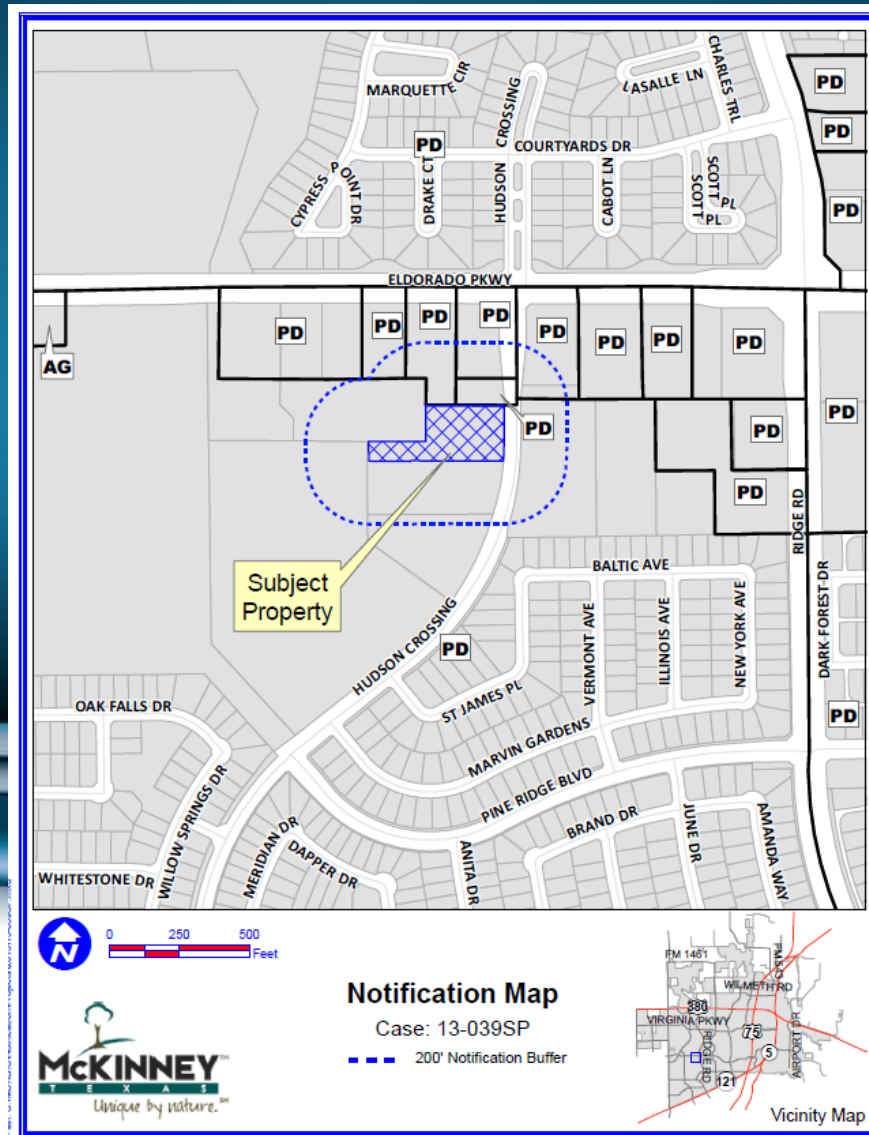 MARQUETTE CIR
CROSSING
LASALLE LN
CHARLES TRL
PD
PD
COURTYARDS DR
PD
CYPRESS POINT DR
DRAKE CT
HUDSON
CABOT LN
SCOTT PL
SCOTT PL
PD
ELDORADO PKWY
PD
PD
PD
PD
PD
PD
PD
PD
AG
PD
PD
PD
PD
Subject
Property
RIDGE RD
BALTIC AVE
VERMONT AVE
ILLINOIS AVE
NEW YORK AVE
DARK FOREST DR
HUDSON CROSSING
PD
ST JAMES PL
OAK FALLS DR
PD
MARVIN GARDENS
WILLOW SPRINGS DR
PINE RIDGE BLVD
BRAND DR
MERIDIAN DR
DAPPER DR
ANITA DR
JUNE DR
AMANDA WAY
WHITESTONE DR
N
0 250 500
Feet
Notification Map
Case: 13-039SP
200' Notification Buffer
McKINNEY™
TEXAS
Unique by nature.℠
FM 1461
FM 543
WILMETH RD
380
VIRGINIA PKWY
75
AIRPORT DR
RIDGE RD
5
121
Vicinity Map